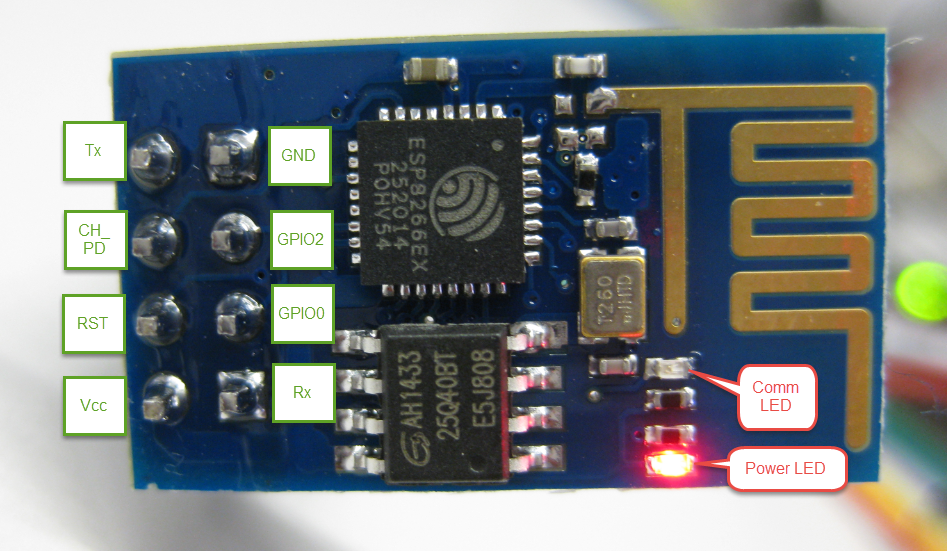 Tx
GND
CH_
PD
GPIO2
RST
GPIO0
Vcc
Rx
ESP8266EX
252014
P0HV54
AH1433
25Q40BT
E5J808
T260
Comm
LED
Power LED